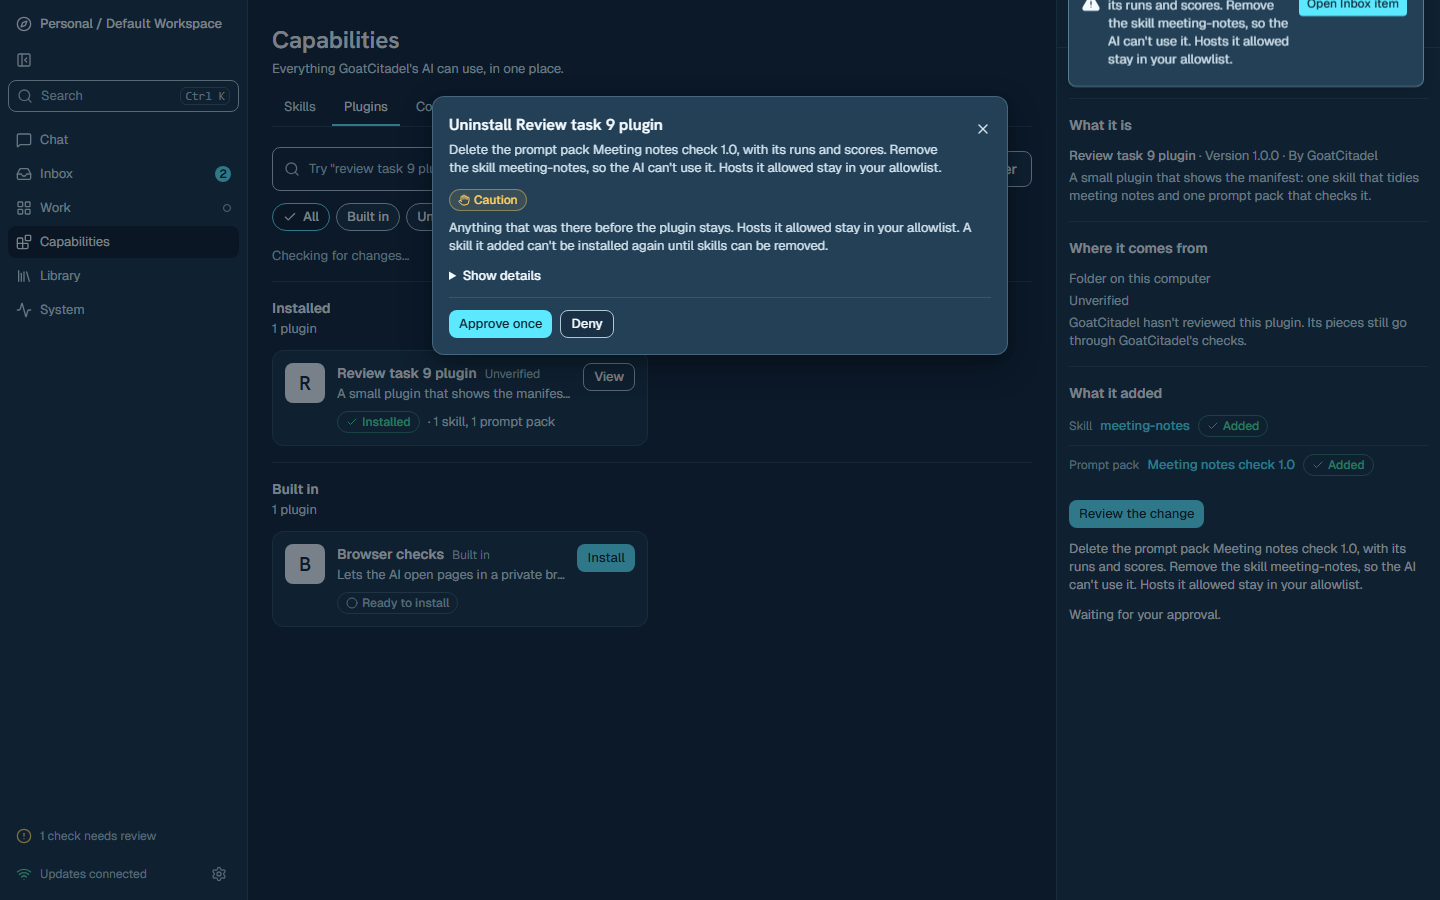 Personal / Default Workspace
Search
Ctrl K
Chat
Inbox
2
Work
Capabilities
Library
System
1 check needs review
Updates connected
Capabilities
Everything GoatCitadel's AI can use, in one place.
Skills
Plugins
All
Built in
Checking for changes...
Installed
1 plugin
R
Review task 9 plugin
Unverified
View
A small plugin that shows the manifes...
Installed
· 1 skill, 1 prompt pack
Built in
1 plugin
B
Browser checks
Built in
Install
Lets the AI open pages in a private br...
Ready to install
Uninstall Review task 9 plugin
Delete the prompt pack Meeting notes check 1.0, with its runs and scores. Remove
the skill meeting-notes, so the AI can't use it. Hosts it allowed stay in your allowlist.
Caution
Anything that was there before the plugin stays. Hosts it allowed stay in your allowlist. A
skill it added can't be installed again until skills can be removed.
Show details
Approve once
Deny
its runs and scores. Remove
the skill meeting-notes, so the
AI can't use it. Hosts it allowed
stay in your allowlist.
Open Inbox item
What it is
Review task 9 plugin · Version 1.0.0 · By GoatCitadel
A small plugin that shows the manifest: one skill that tidies
meeting notes and one prompt pack that checks it.
Where it comes from
Folder on this computer
Unverified
GoatCitadel hasn't reviewed this plugin. Its pieces still go
through GoatCitadel's checks.
What it added
Skill
meeting-notes
Added
Prompt pack
Meeting notes check 1.0
Added
Review the change
Delete the prompt pack Meeting notes check 1.0, with its
runs and scores. Remove the skill meeting-notes, so the AI
can't use it. Hosts it allowed stay in your allowlist.
Waiting for your approval.